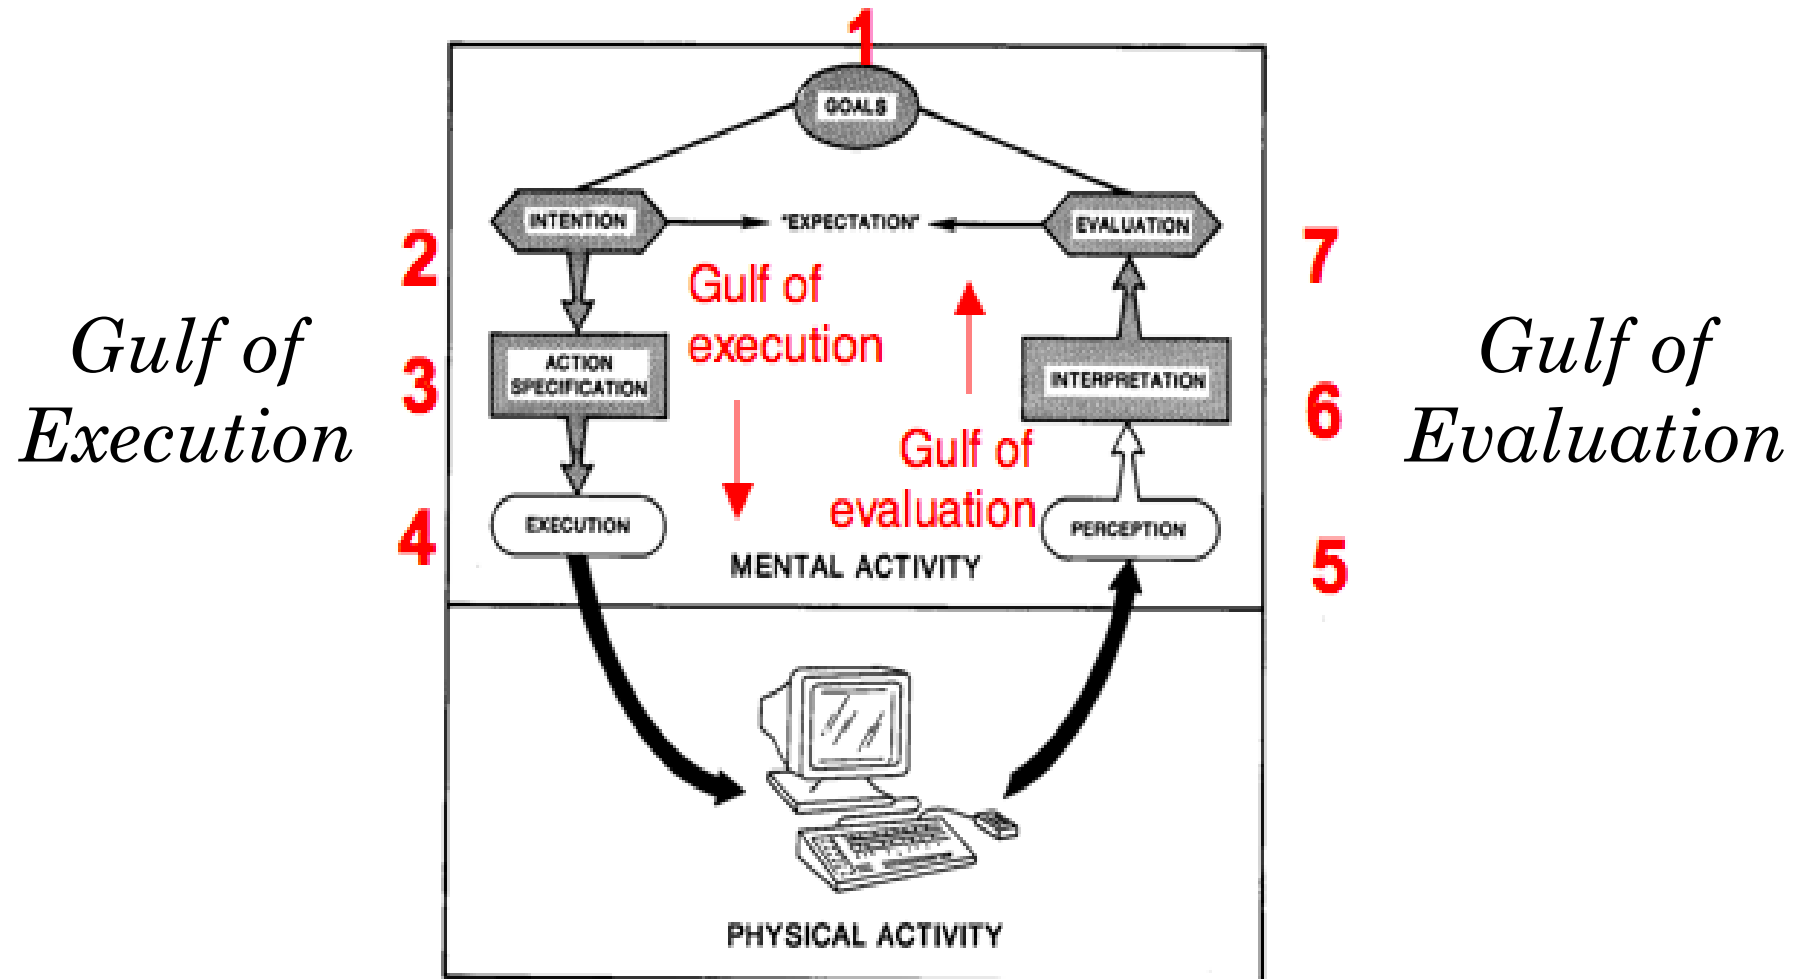 1
GOALS
INTENTION
"EXPECTATION"
EVALUATION
2
7
Gulf of
execution
Gulf of
Execution
3
ACTION
SPECIFICATION
INTERPRETATION
6
Gulf of
Evaluation
Gulf of
evaluation
4
EXECUTION
PERCEPTION
5
MENTAL ACTIVITY
PHYSICAL ACTIVITY